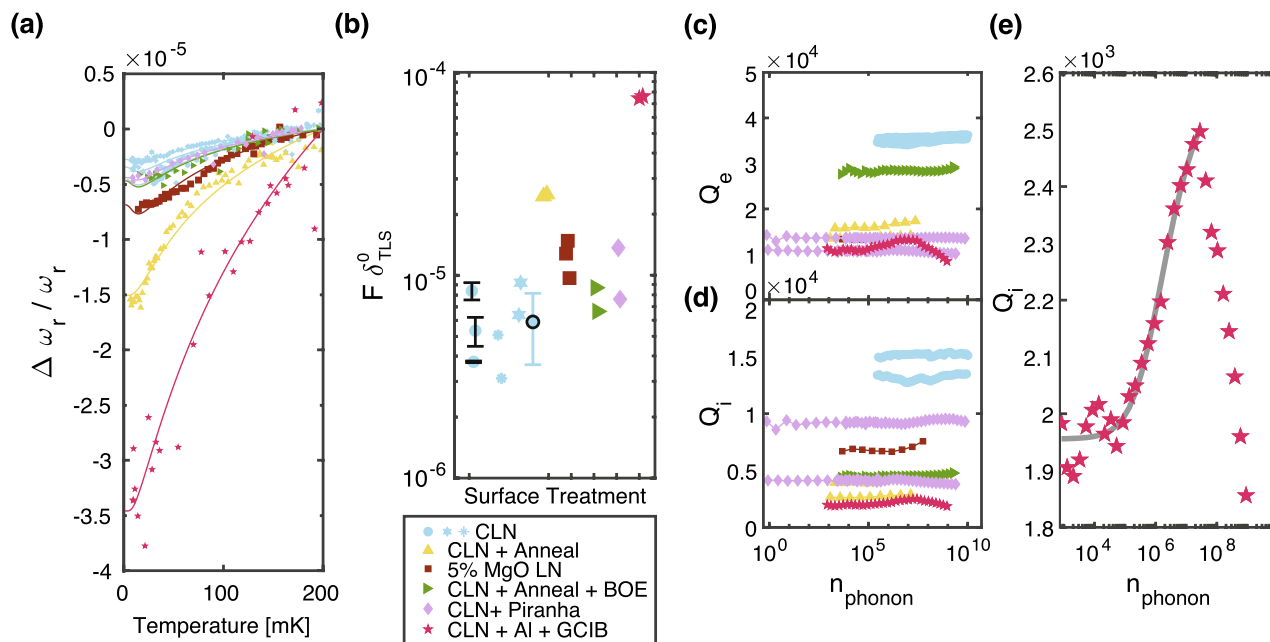 (a)
×10⁻⁵
0.5
0
-0.5
-1
-1.5
-2
-2.5
-3
-3.5
-4
Δ ω_r / ω_r
0 100 200
Temperature [mK]
(b)
10⁻⁴
10⁻⁵
10⁻⁶
F δ⁰_TLS
Surface Treatment
CLN
CLN + Anneal
5% MgO LN
CLN + Anneal + BOE
CLN+ Piranha
CLN + Al + GCIB
(c)
×10⁴
5
4
3
2
1
0
Q_e
(d)
×10⁴
2
1.5
1
0.5
0
Q_i
10⁰ 10⁵ 10¹⁰
n_phonon
(e)
×10³
2.6
2.5
2.4
2.3
2.2
2.1
2
1.9
1.8
Q_i
10⁴ 10⁶ 10⁸
n_phonon